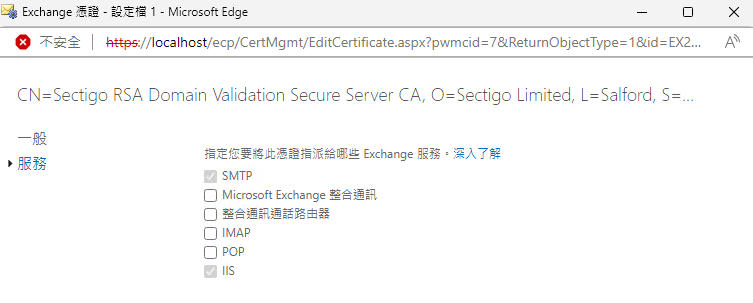 Exchange 憑證 - 設定檔 1 - Microsoft Edge
不安全 https://localhost/ecp/CertMgmt/EditCertificate.aspx?pwmcid=7&ReturnObjectType=1&id=EX2...
CN=Sectigo RSA Domain Validation Secure Server CA, O=Sectigo Limited, L=Salford, S=...
一般
服務
指定您要將此憑證指派給哪些 Exchange 服務。深入了解
SMTP
Microsoft Exchange 整合通訊
整合通訊通話路由器
IMAP
POP
IIS